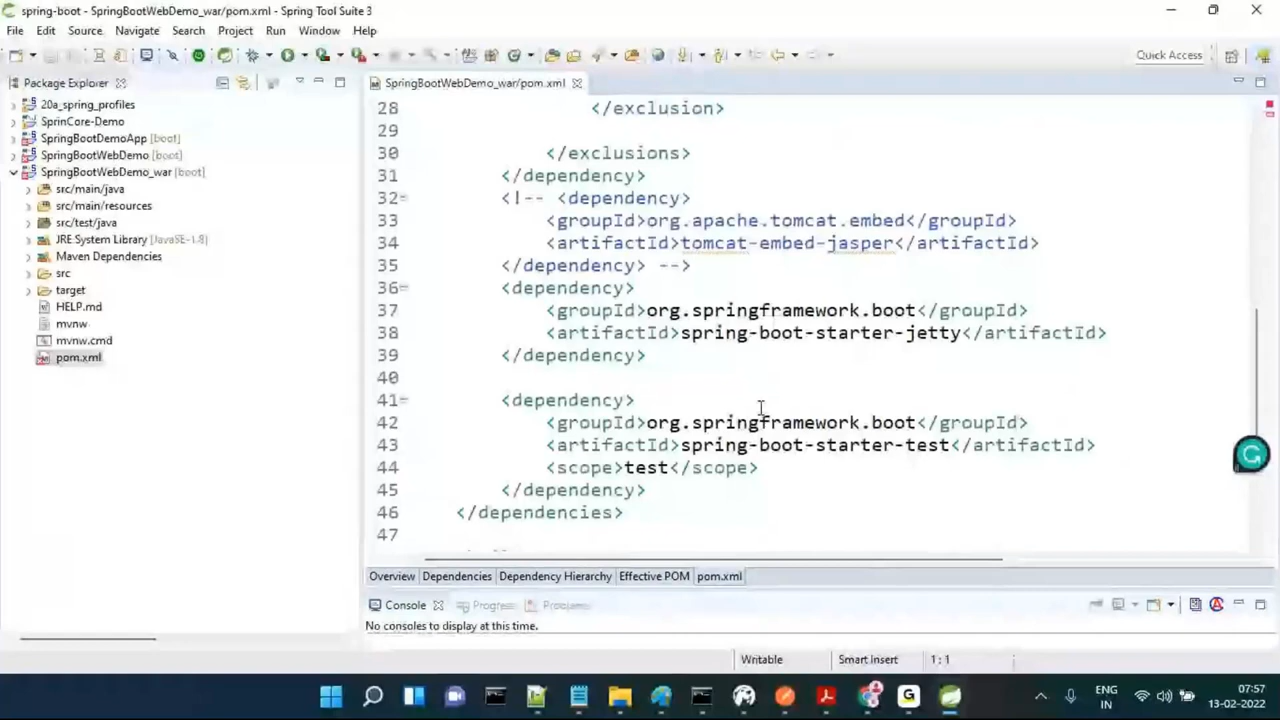 spring-boot - SpringBootWebDemo_war/pom.xml - Spring Tool Suite 3
File Edit Source Navigate Search Project Run Window Help
Quick Access
Package Explorer
20a_spring_profiles
SprinCore-Demo
SpringBootDemoApp [boot]
SpringBootWebDemo [boot]
SpringBootWebDemo_war [boot]
src/main/java
src/main/resources
src/test/java
JRE System Library [JavaSE-1.8]
Maven Dependencies
src
target
HELP.md
mvnw
mvnw.cmd
pom.xml
SpringBootWebDemo_war/pom.xml
28 </exclusion>
29
30 </exclusions>
31 </dependency>
32 <!-- <dependency>
33 <groupId>org.apache.tomcat.embed</groupId>
34 <artifactId>tomcat-embed-jasper</artifactId>
35 </dependency> -->
36 <dependency>
37 <groupId>org.springframework.boot</groupId>
38 <artifactId>spring-boot-starter-jetty</artifactId>
39 </dependency>
40
41 <dependency>
42 <groupId>org.springframework.boot</groupId>
43 <artifactId>spring-boot-starter-test</artifactId>
44 <scope>test</scope>
45 </dependency>
46 </dependencies>
47
Overview Dependencies Dependency Hierarchy Effective POM pom.xml
Console Progress Problems
No consoles to display at this time.
Writable Smart Insert 1 : 1
ENG
IN
07:57
13-02-2022